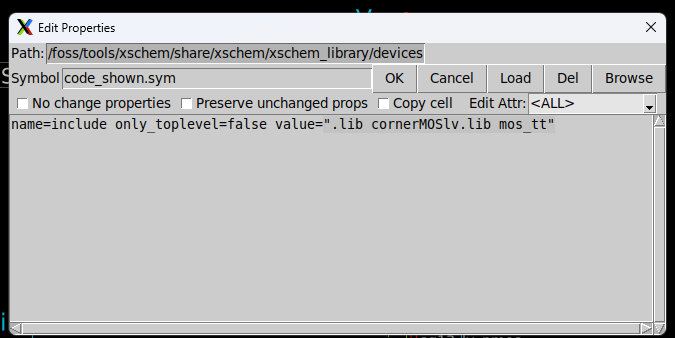 Edit Properties
Path: /foss/tools/xschem/share/xschem/xschem_library/devices
Symbol code_shown.sym OK Cancel Load Del Browse
No change properties Preserve unchanged props Copy cell Edit Attr: <ALL>
name=include only_toplevel=false value=".lib cornerMOSlv.lib mos_tt"